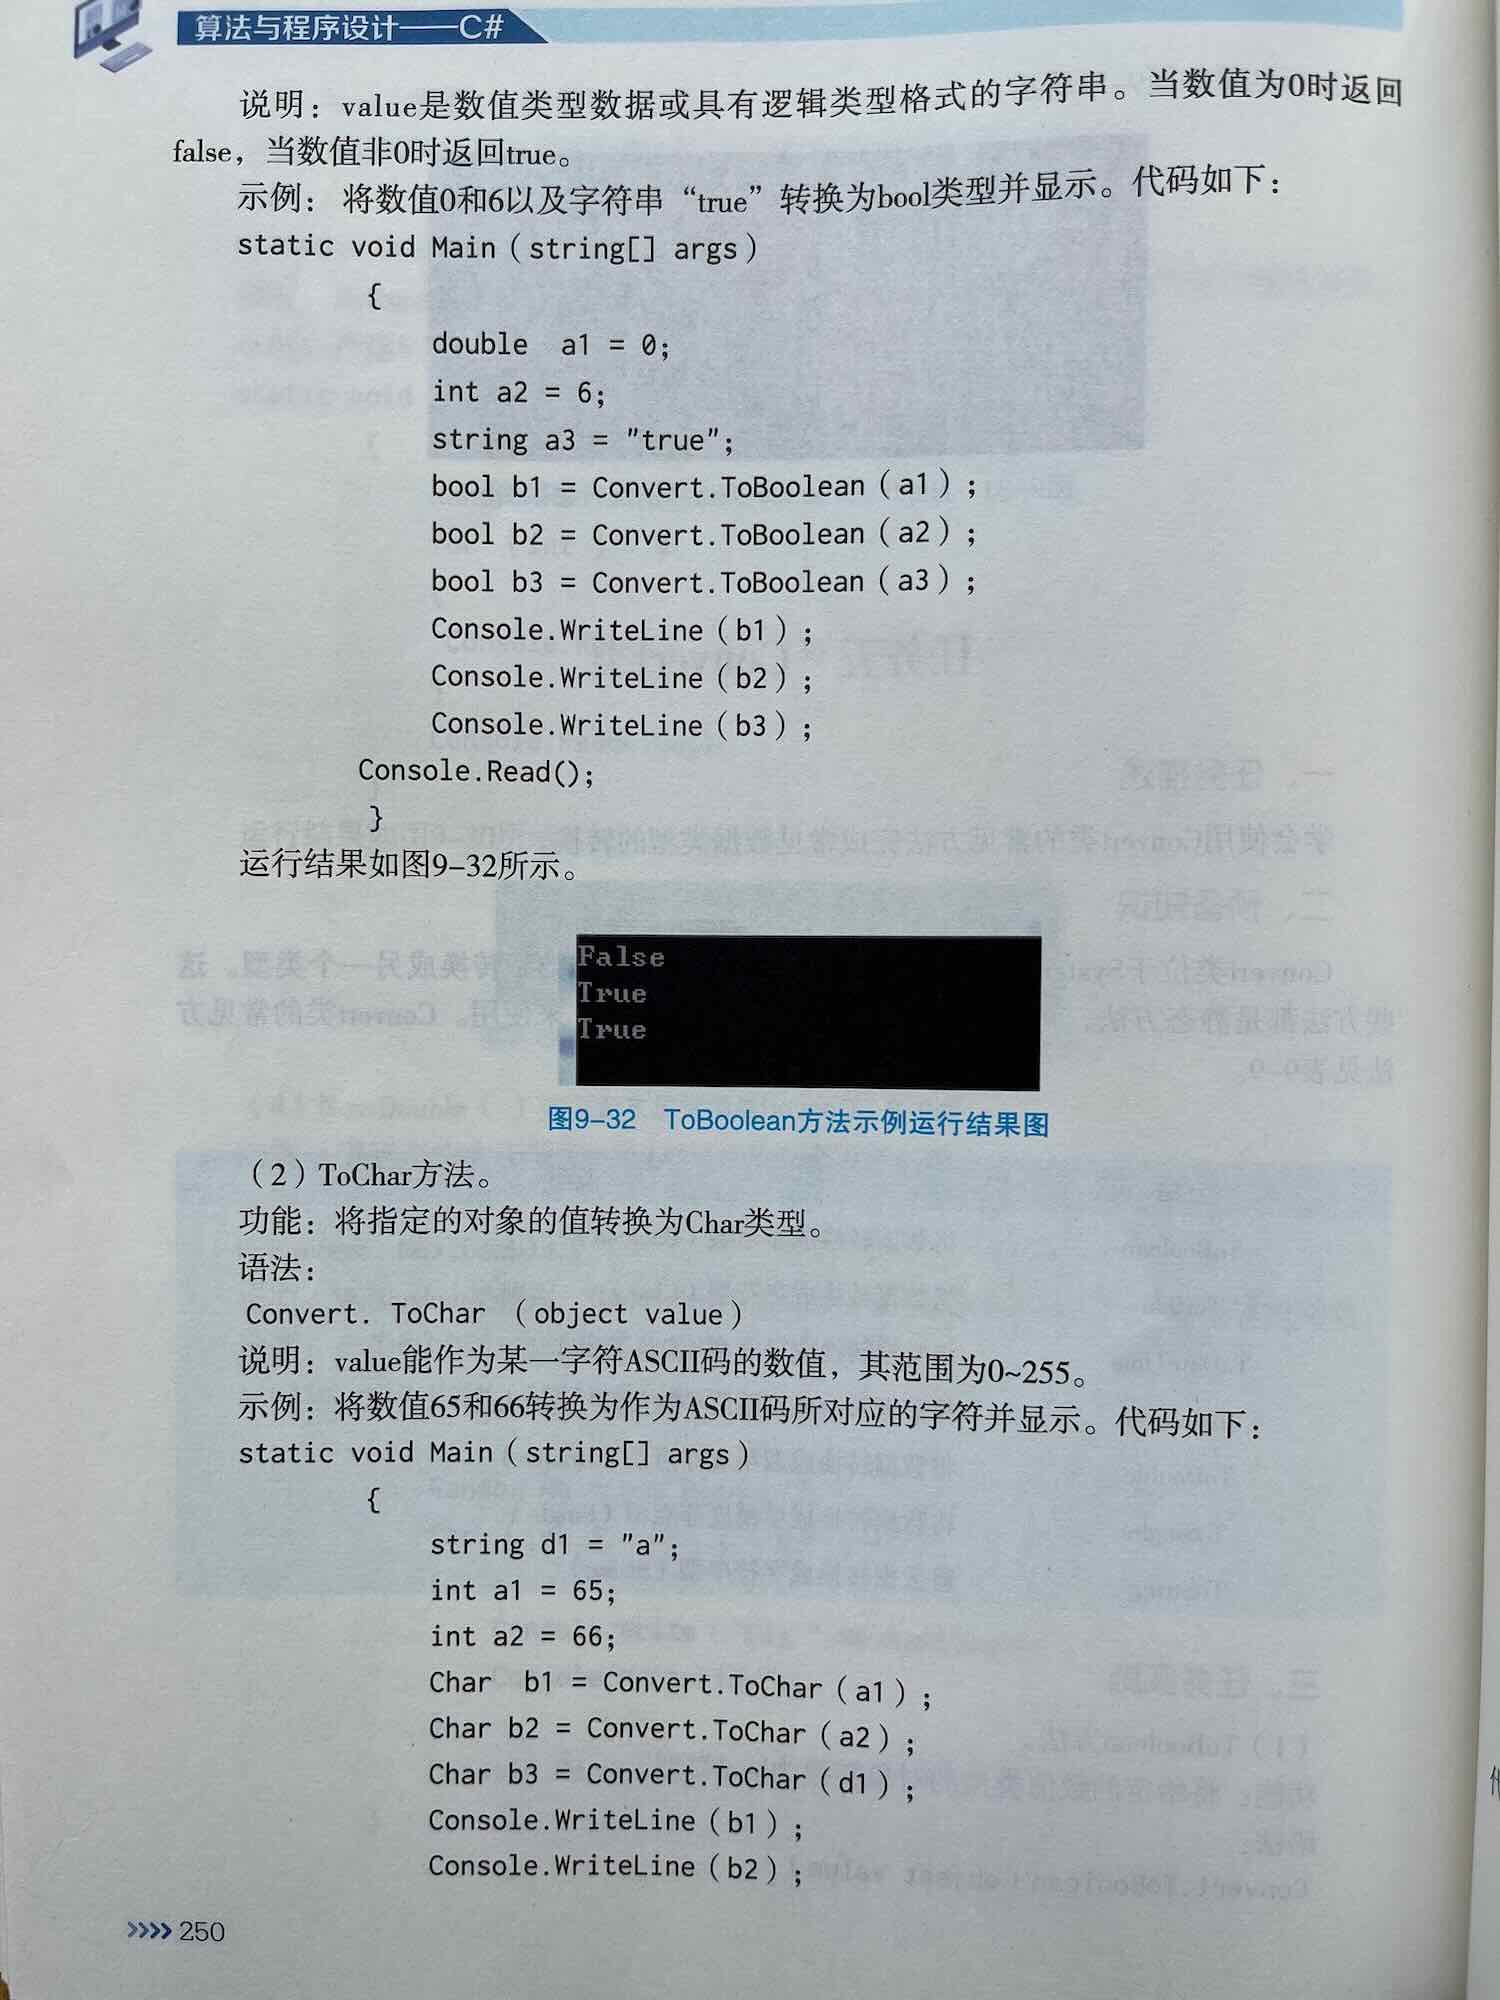 算法与程序设计——C#
说明：value是数值类型数据或具有逻辑类型格式的字符串。当数值为0时返回
false，当数值非0时返回true。
示例： 将数值0和6以及字符串“true”转换为bool类型并显示。代码如下：
static void Main（string[] args）
{
double  a1 = 0;
int a2 = 6;
string a3 = "true";
bool b1 = Convert.ToBoolean（a1）;
bool b2 = Convert.ToBoolean（a2）;
bool b3 = Convert.ToBoolean（a3）;
Console.WriteLine（b1）;
Console.WriteLine（b2）;
Console.WriteLine（b3）;
Console.Read();
}
运行结果如图9-32所示。
False
True
True
图9-32　ToBoolean方法示例运行结果图
（2）ToChar方法。
功能：将指定的对象的值转换为Char类型。
语法：
Convert. ToChar （object value）
说明：value能作为某一字符ASCII码的数值，其范围为0~255。
示例：将数值65和66转换为作为ASCII码所对应的字符并显示。代码如下：
static void Main（string[] args）
{
string d1 = "a";
int a1 = 65;
int a2 = 66;
Char  b1 = Convert.ToChar（a1）;
Char b2 = Convert.ToChar（a2）;
Char b3 = Convert.ToChar（d1）;
Console.WriteLine（b1）;
Console.WriteLine（b2）;
>>>> 250